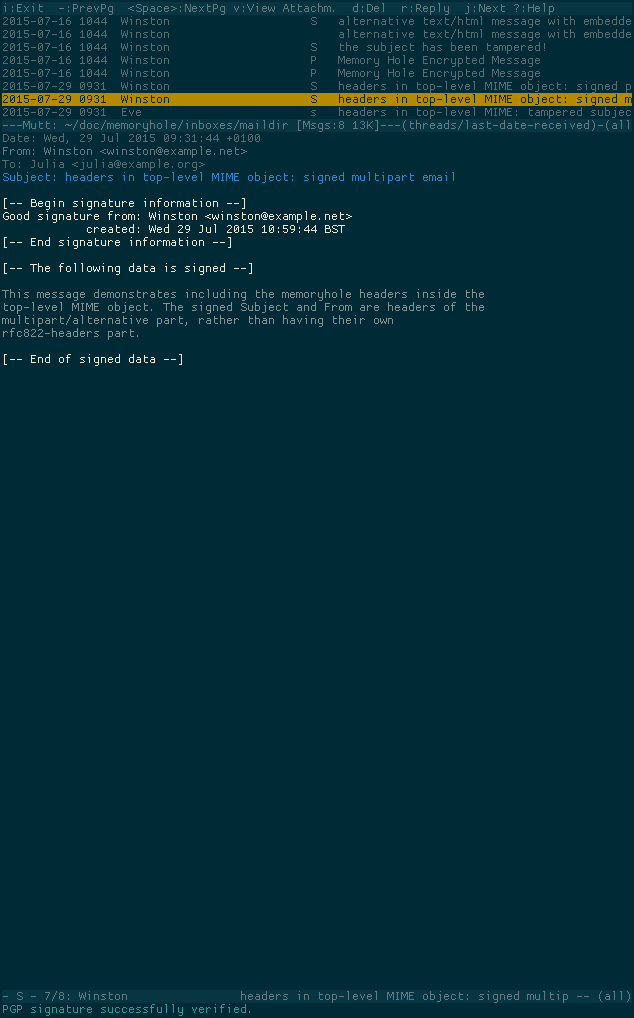 i:Exit  -:PrevPg  <Space>:NextPg v:View Attachm.  d:Del  r:Reply  j:Next ?:Help
2015-07-16 1044  Winston                    S   alternative text/html message with embedde
2015-07-16 1044  Winston                        alternative text/html message with embedde
2015-07-16 1044  Winston                    S   the subject has been tampered!
2015-07-16 1044  Winston                    P   Memory Hole Encrypted Message
2015-07-16 1044  Winston                    P   Memory Hole Encrypted Message
2015-07-29 0931  Winston                    S   headers in top-level MIME object: signed p
2015-07-29 0931  Winston                    S   headers in top-level MIME object: signed m
2015-07-29 0931  Eve                        s   headers in top-level MIME: tampered subjec
---Mutt: ~/doc/memoryhole/inboxes/maildir [Msgs:8 13K]---(threads/last-date-received)-(all
Date: Wed, 29 Jul 2015 09:31:44 +0100
From: Winston <winston@example.net>
To: Julia <julia@example.org>
Subject: headers in top-level MIME object: signed multipart email
[-- Begin signature information --]
Good signature from: Winston <winston@example.net>
            created: Wed 29 Jul 2015 10:59:44 BST
[-- End signature information --]
[-- The following data is signed --]
This message demonstrates including the memoryhole headers inside the
top-level MIME object. The signed Subject and From are headers of the
multipart/alternative part, rather than having their own
rfc822-headers part.
[-- End of signed data --]
- S - 7/8: Winston                headers in top-level MIME object: signed multip -- (all)
PGP signature successfully verified.